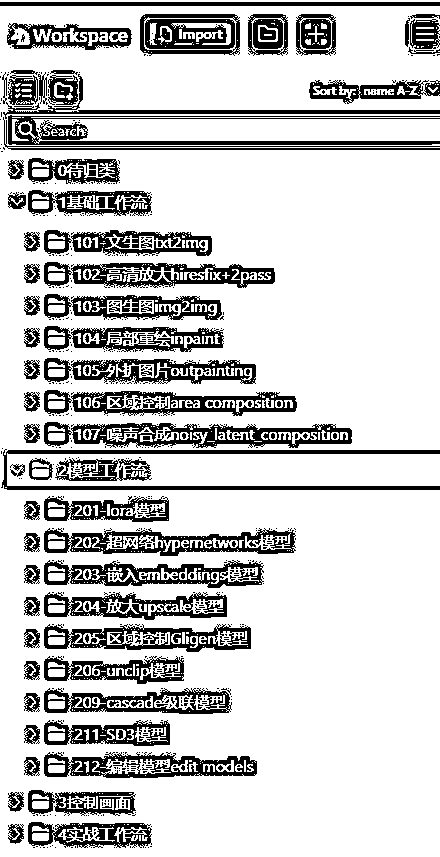 Workspace Import
Sort by: name A-Z
Search
0待归类
1基础工作流
101-文生图txt2img
102-高清放大hiresfix+2pass
103-图生图img2img
104-局部重绘inpaint
105-外扩图片outpainting
106-区域控制area composition
107-噪声合成noisy_latent_composition
2模型工作流
201-lora模型
202-超网络hypernetworks模型
203-嵌入embeddings模型
204-放大upscale模型
205-区域控制Gligen模型
206-unclip模型
209-cascade级联模型
211-SD3模型
212-编辑模型edit models
3控制画面
4实战工作流